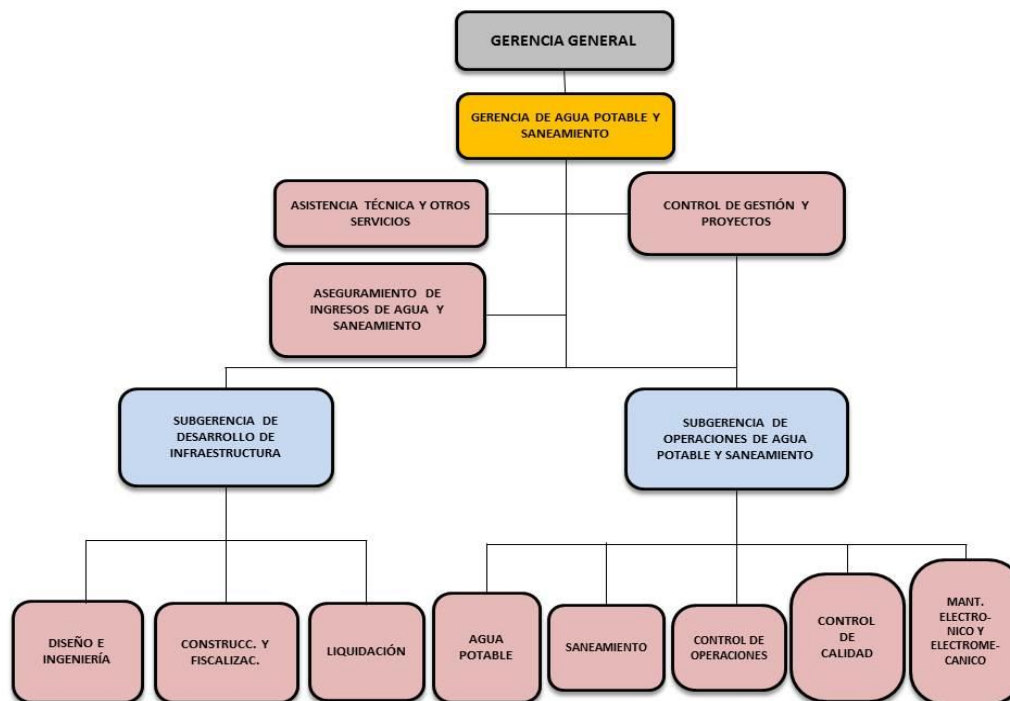 GERENCIA GENERAL
GERENCIA DE AGUA POTABLE Y
SANEAMIENTO
ASISTENCIA TÉCNICA Y OTROS
SERVICIOS
CONTROL DE GESTIÓN Y
PROYECTOS
ASEGURAMIENTO DE
INGRESOS DE AGUA Y
SANEAMIENTO
SUBGERENCIA DE
DESARROLLO DE
INFRAESTRUCTURA
SUBGERENCIA DE
OPERACIONES DE AGUA
POTABLE Y SANEAMIENTO
DISEÑO E
INGENIERÍA
CONSTRUCC. Y
FISCALIZAC.
LIQUIDACIÓN
AGUA
POTABLE
SANEAMIENTO
CONTROL DE
OPERACIONES
CONTROL
DE
CALIDAD
MANT.
ELECTRO-
NICO Y
ELECTROME-
CANICO